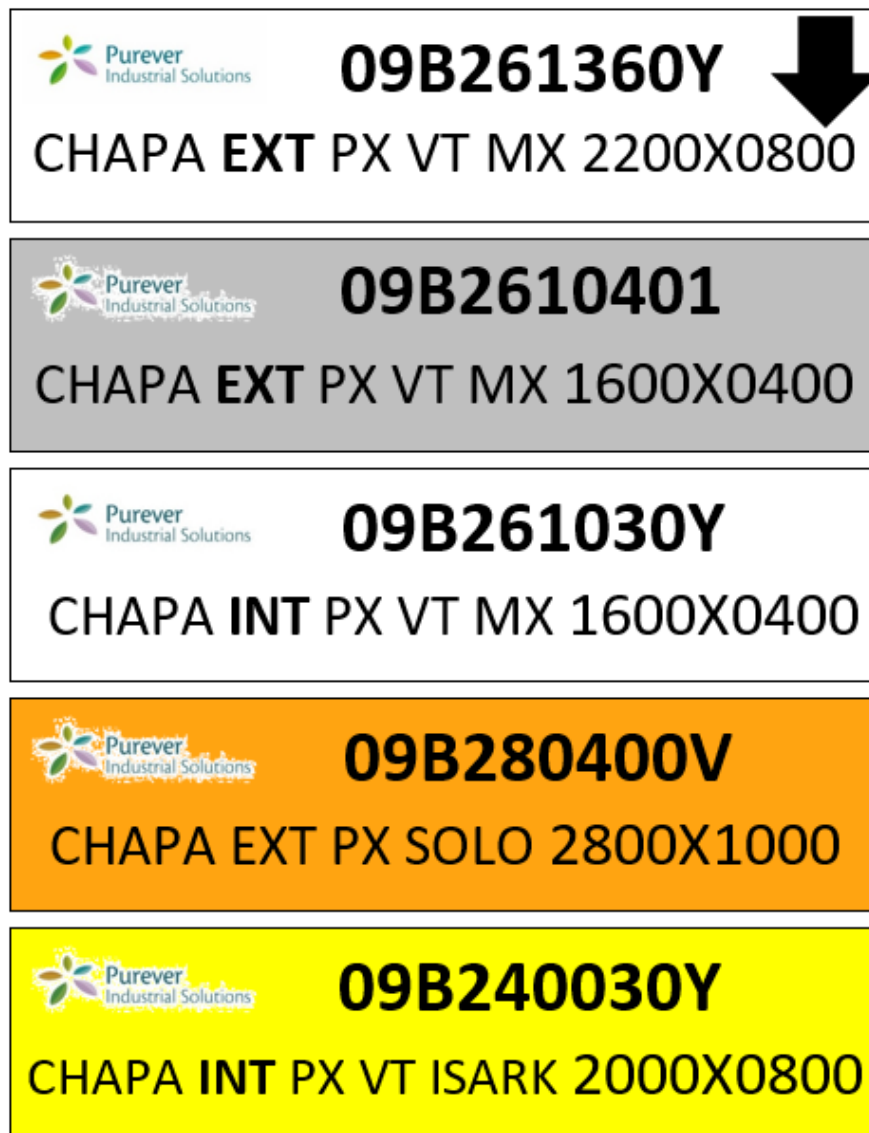 Purever
Industrial Solutions
09B261360Y
CHAPA EXT PX VT MX 2200X0800
Purever
Industrial Solutions
09B2610401
CHAPA EXT PX VT MX 1600X0400
Purever
Industrial Solutions
09B261030Y
CHAPA INT PX VT MX 1600X0400
Purever
Industrial Solutions
09B280400V
CHAPA EXT PX SOLO 2800X1000
Purever
Industrial Solutions
09B240030Y
CHAPA INT PX VT ISARK 2000X0800